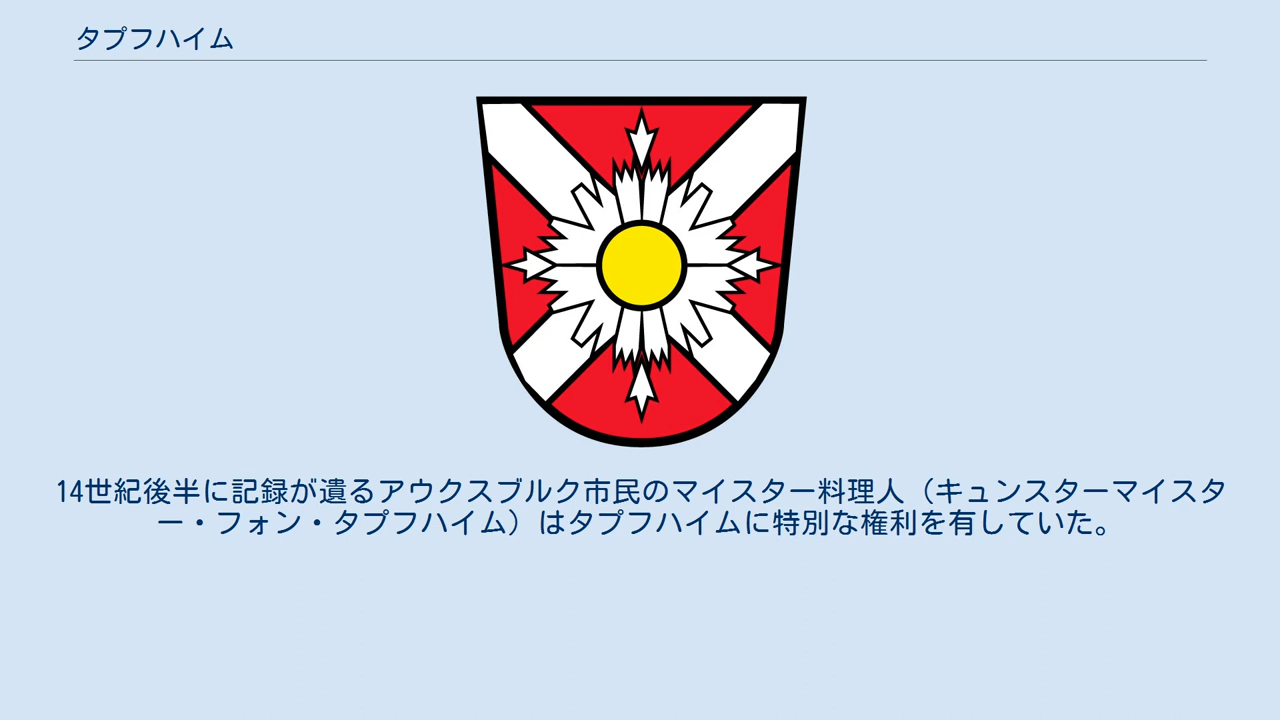 タプフハイム
14世紀後半に記録が遺るアウクスブルク市民のマイスター料理人（キュンスターマイスタ
ー・フォン・タプフハイム）はタプフハイムに特別な権利を有していた。